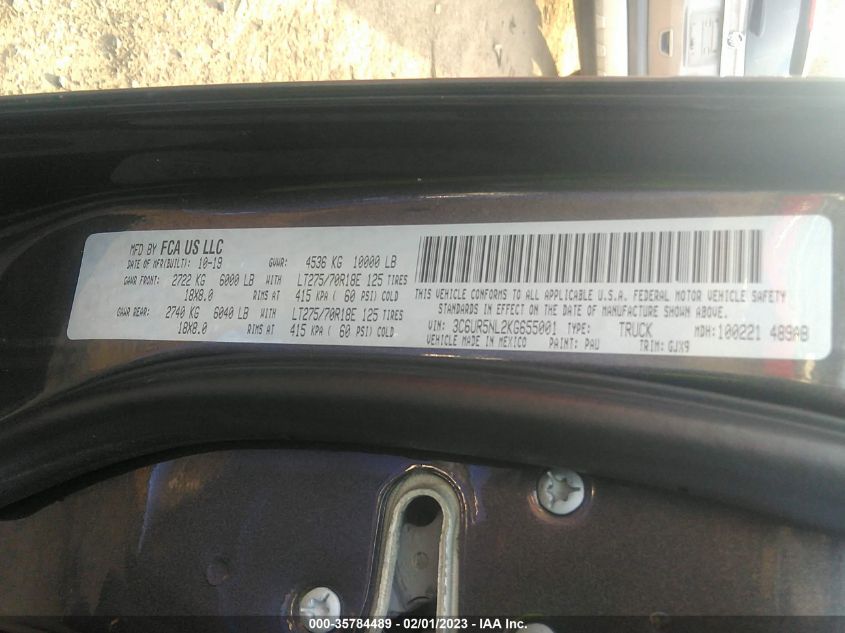 MFD BY FCA US LLC
DATE OF MFR(BUILT): 10-19 GVWR: 4536 KG 10000 LB
GAWR FRONT: 2722 KG 6000 LB WITH LT275/70R18E 125 TIRES
18X8.0 RIMS AT 415 KPA ( 60 PSI) COLD
GAWR REAR: 2740 KG 6040 LB WITH LT275/70R18E 125 TIRES
18X8.0 RIMS AT 415 KPA ( 60 PSI) COLD
THIS VEHICLE CONFORMS TO ALL APPLICABLE U.S.A. FEDERAL MOTOR VEHICLE SAFETY
STANDARDS IN EFFECT ON THE DATE OF MANUFACTURE SHOWN ABOVE.
VIN: 3C6UR5NL2KG655001 TYPE: TRUCK MDH: 100221 489AB
VEHICLE MADE IN MEXICO PAINT: PAU TRIM: GJX9
000-35784489 - 02/01/2023 - IAA Inc.